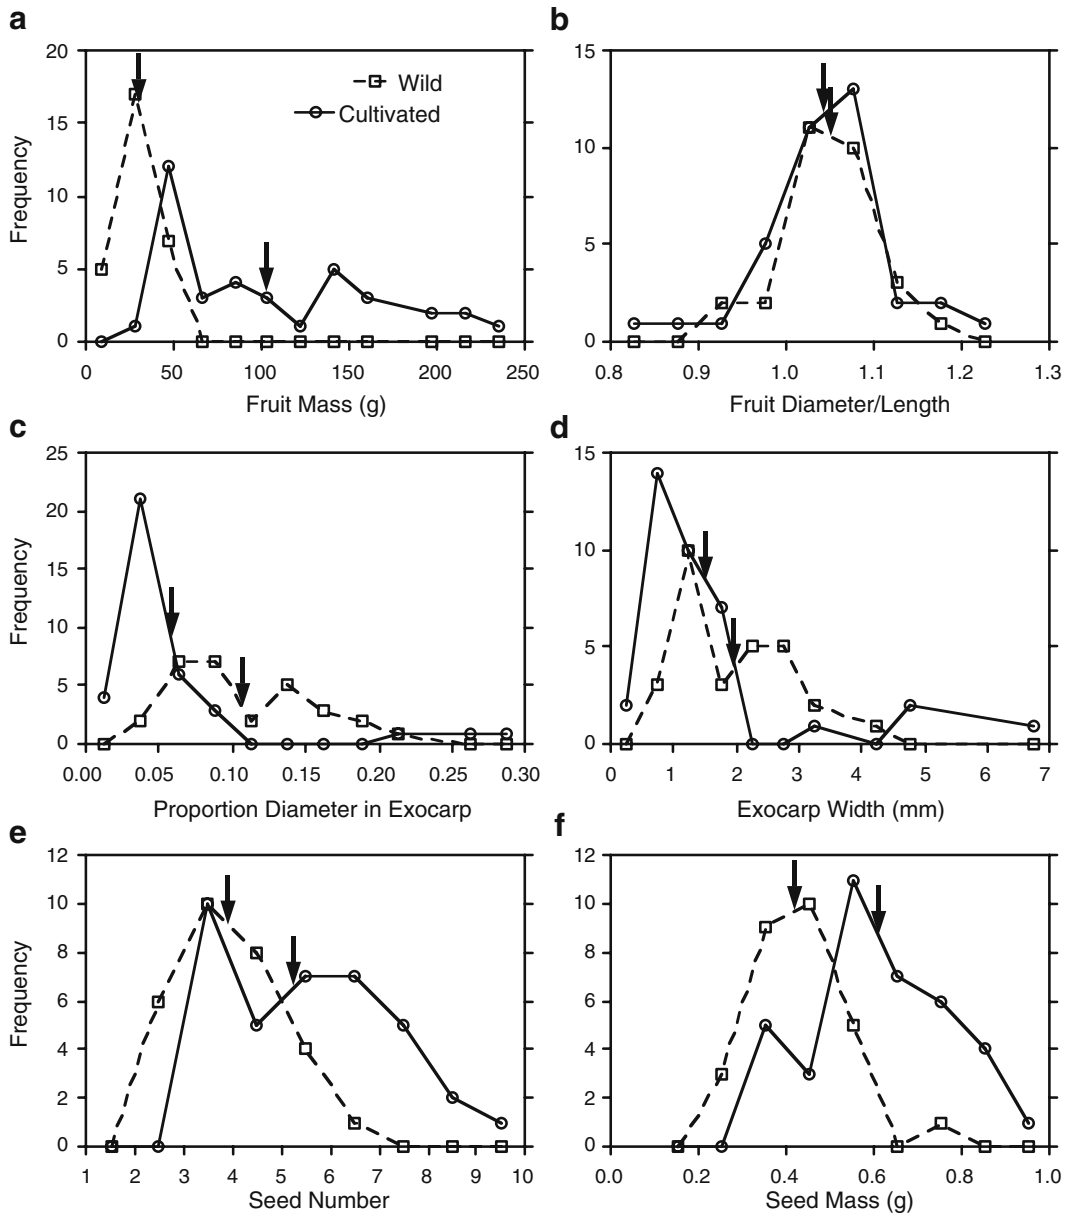 a
20
15
10
5
0
Frequency
Wild
Cultivated
0 50 100 150 200 250
Fruit Mass (g)
b
15
10
5
0
0.8 0.9 1.0 1.1 1.2 1.3
Fruit Diameter/Length
c
25
20
15
10
5
0
Frequency
0.00 0.05 0.10 0.15 0.20 0.25 0.30
Proportion Diameter in Exocarp
d
15
10
5
0
0 1 2 3 4 5 6 7
Exocarp Width (mm)
e
12
10
8
6
4
2
0
Frequency
1 2 3 4 5 6 7 8 9 10
Seed Number
f
12
10
8
6
4
2
0
0.0 0.2 0.4 0.6 0.8 1.0
Seed Mass (g)